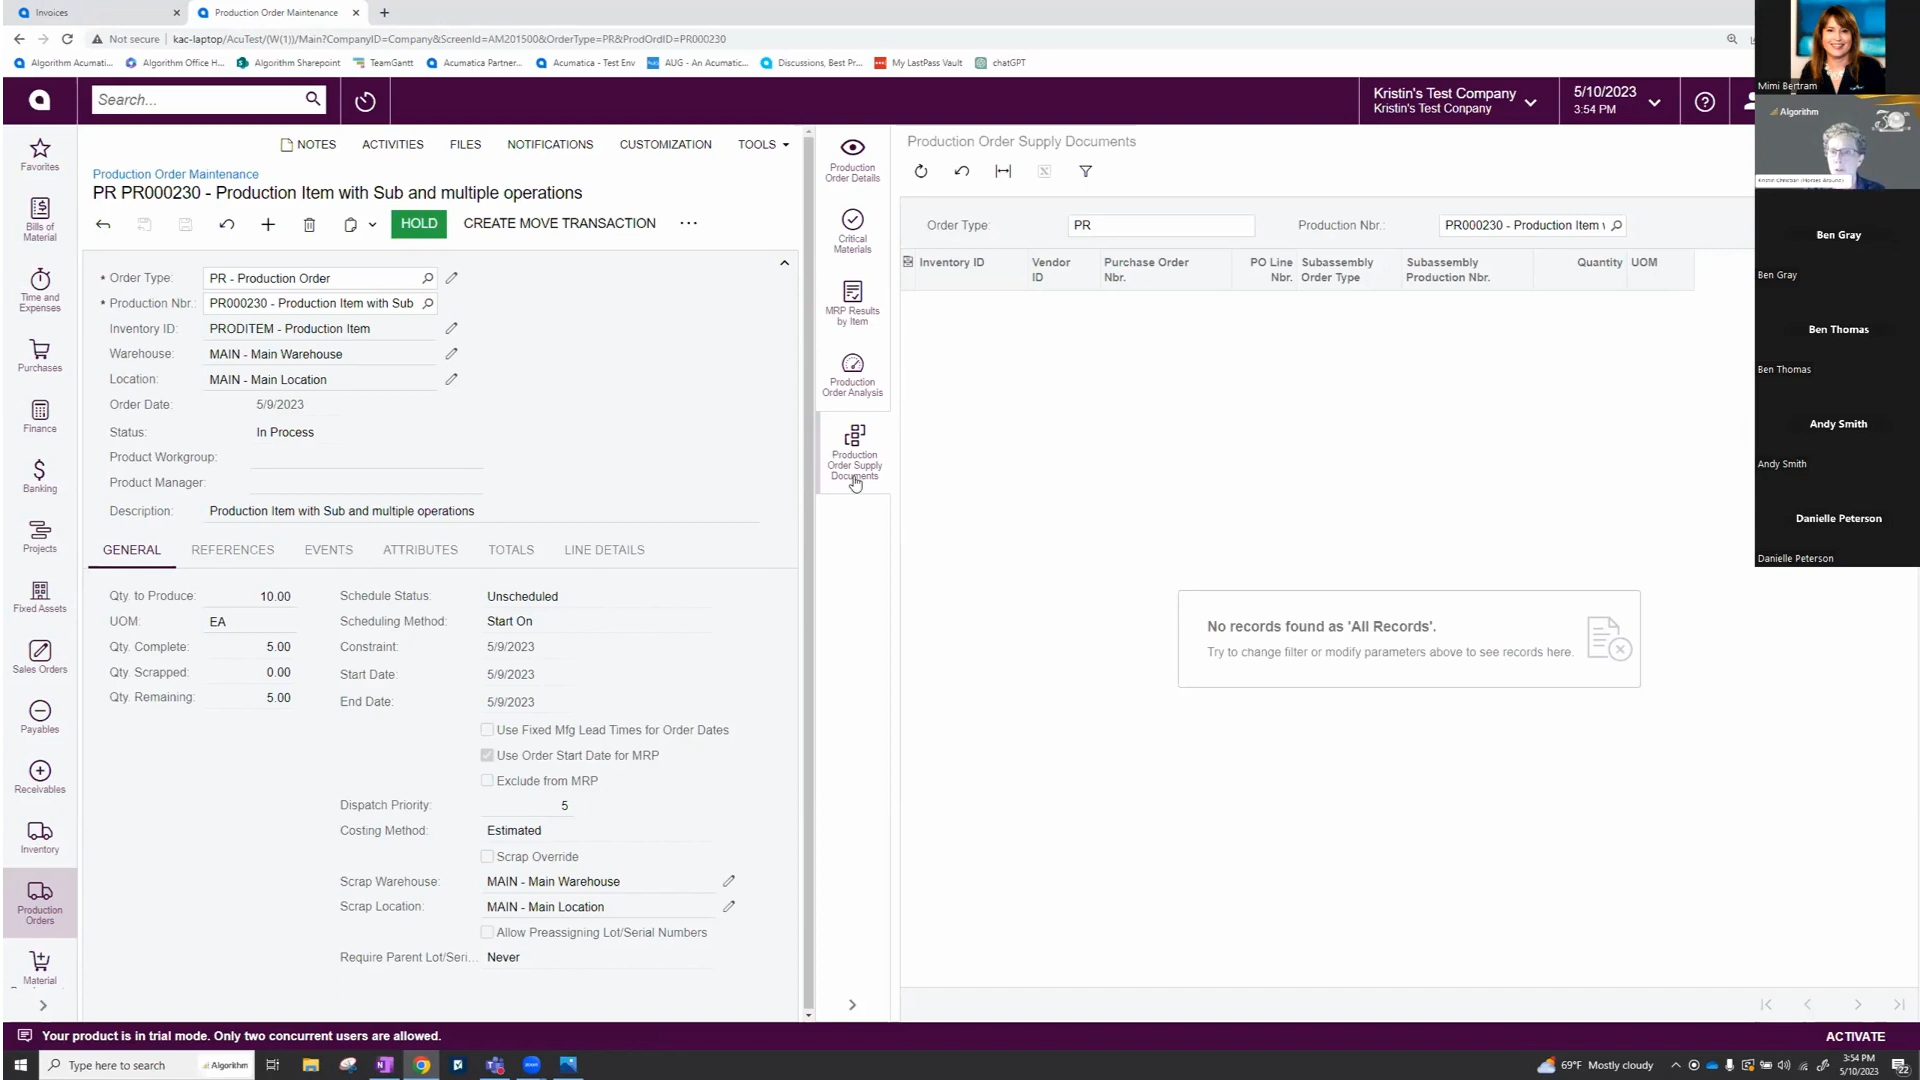 Invoices
Production Order Maintenance
Not secure
kac-laptop/AcuTest/(W(1))/Main?CompanyID=Company&ScreenId=AM201500&OrderType=PR&ProdOrdID=PR000230
Algorithm Acumati...
Algorithm Office H...
Algorithm Sharepoint
TeamGantt
Acumatica Partner...
Acumatica - Test Env
AUG - An Acumatic...
Discussions, Best Pr...
My LastPass Vault
chatGPT
Search...
Kristin's Test Company
Kristin's Test Company
5/10/2023
3:54 PM
Favorites
Bills of
Material
Time and
Expenses
Purchases
Finance
Banking
Projects
Fixed Assets
Sales Orders
Payables
Receivables
Inventory
Production
Orders
Material
NOTES
ACTIVITIES
FILES
NOTIFICATIONS
CUSTOMIZATION
TOOLS
Production Order Maintenance
PR PR000230 - Production Item with Sub and multiple operations
HOLD
CREATE MOVE TRANSACTION
* Order Type: PR - Production Order
* Production Nbr.: PR000230 - Production Item with Sub
Inventory ID: PRODITEM - Production Item
Warehouse: MAIN - Main Warehouse
Location: MAIN - Main Location
Order Date: 5/9/2023
Status: In Process
Product Workgroup:
Product Manager:
Description: Production Item with Sub and multiple operations
GENERAL
REFERENCES
EVENTS
ATTRIBUTES
TOTALS
LINE DETAILS
Qty. to Produce: 10.00
UOM: EA
Qty. Complete: 5.00
Qty. Scrapped: 0.00
Qty. Remaining: 5.00
Schedule Status: Unscheduled
Scheduling Method: Start On
Constraint: 5/9/2023
Start Date: 5/9/2023
End Date: 5/9/2023
Use Fixed Mfg Lead Times for Order Dates
Use Order Start Date for MRP
Exclude from MRP
Dispatch Priority: 5
Costing Method: Estimated
Scrap Override
Scrap Warehouse: MAIN - Main Warehouse
Scrap Location: MAIN - Main Location
Allow Preassigning Lot/Serial Numbers
Require Parent Lot/Seri... Never
Production
Order Details
Critical
Materials
MRP Results
by Item
Production
Order Analysis
Production
Order Supply
Documents
Production Order Supply Documents
Order Type: PR
Production Nbr.: PR000230 - Production Item
Inventory ID
Vendor
ID
Purchase Order
Nbr.
PO Line
Nbr.
Subassembly
Order Type
Subassembly
Production Nbr.
Quantity
UOM
No records found as 'All Records'.
Try to change filter or modify parameters above to see records here.
Mimi Bertram
Algorithm
Ben Gray
Ben Gray
Ben Thomas
Ben Thomas
Andy Smith
Andy Smith
Danielle Peterson
Danielle Peterson
Your product is in trial mode. Only two concurrent users are allowed.
ACTIVATE
Type here to search
Algorithm
69°F Mostly cloudy
3:54 PM
5/10/2023
22